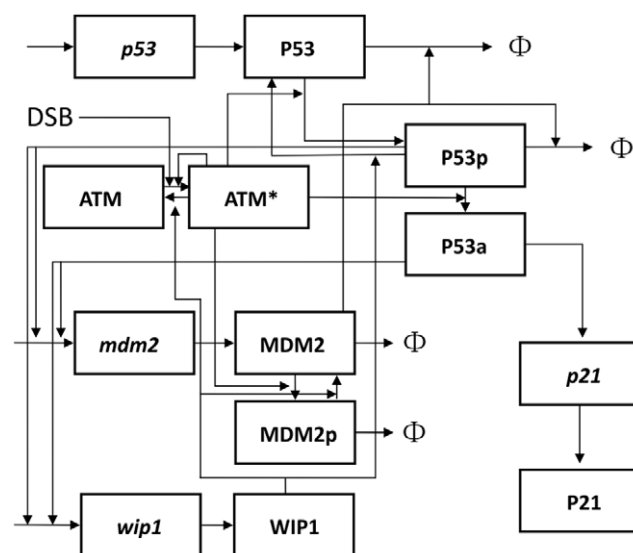 p53 P53 Φ
DSB
P53p Φ
ATM ATM*
P53a
mdm2 MDM2 Φ
p21
MDM2p Φ
wip1 WIP1 P21